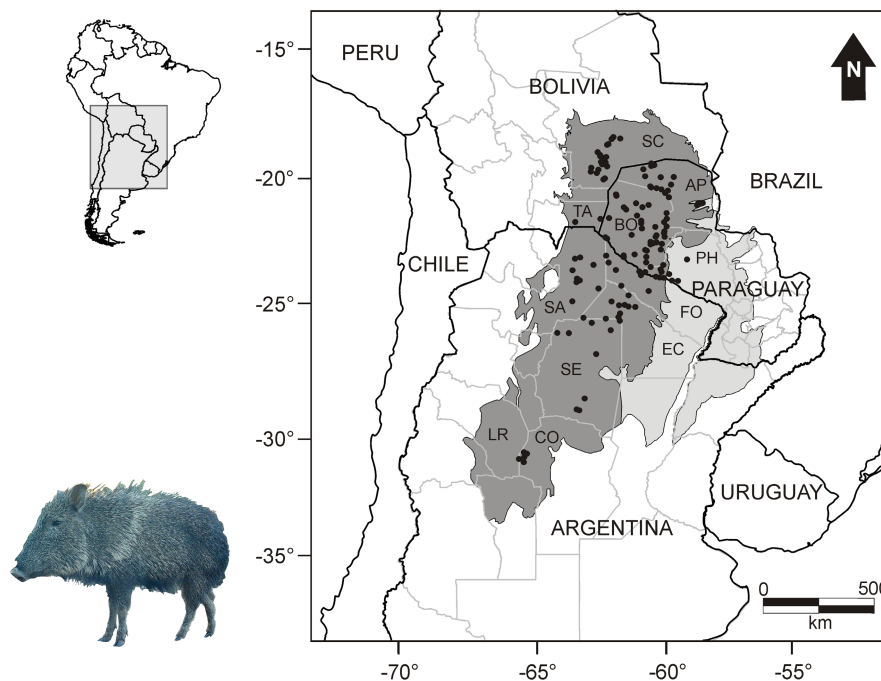 -15°
-20°
-25°
-30°
-35°
PERU
BOLIVIA
BRAZIL
CHILE
PARAGUAY
URUGUAY
ARGENTINA
N
SC
AP
TA
BO
PH
SA
FO
EC
SE
LR
CO
0 500
km
-70° -65° -60° -55°